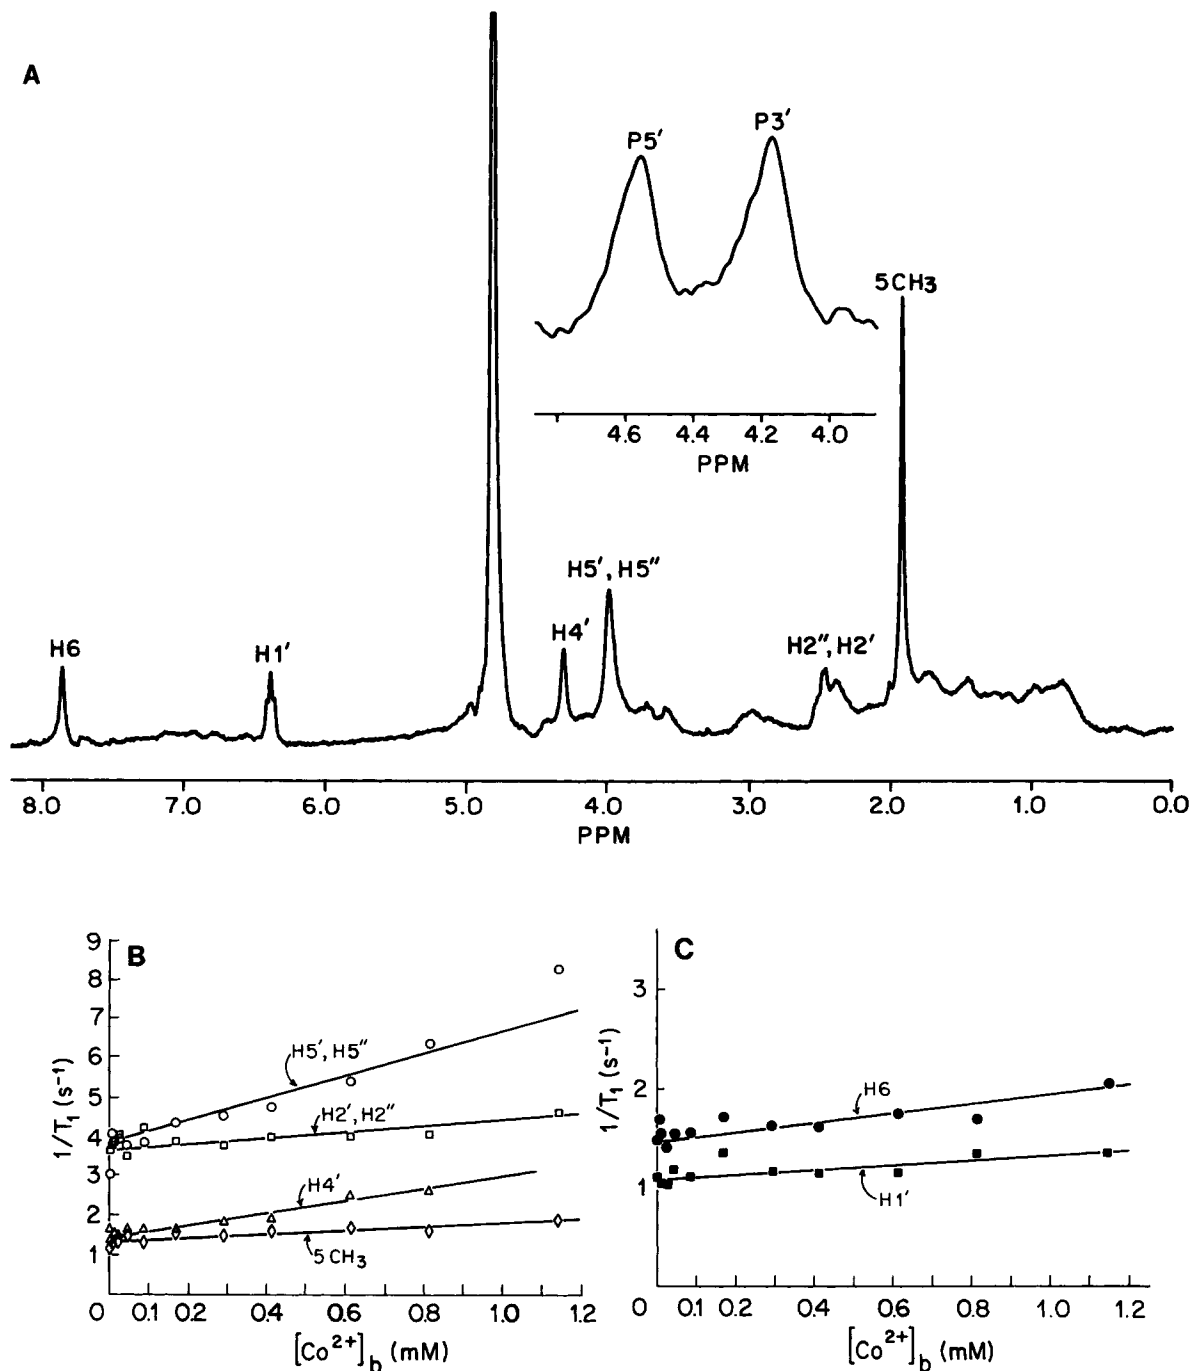 A
P5′
P3′
5CH3
4.6 4.4 4.2 4.0
PPM
H5′, H5″
H6
H1′
H4′
H2″, H2′
8.0 7.0 6.0 5.0 4.0 3.0 2.0 1.0 0.0
PPM
B
9
8
7
6
5
4
3
2
1
1/T₁ (s⁻¹)
H5′, H5″
H2′, H2″
H4′
5 CH₃
0 0.1 0.2 0.4 0.6 0.8 1.0 1.2
[Co²⁺]b (mM)
C
3
2
1
1/T₁ (s⁻¹)
H6
H1′
0 0.1 0.2 0.4 0.6 0.8 1.0 1.2
[Co²⁺]b (mM)